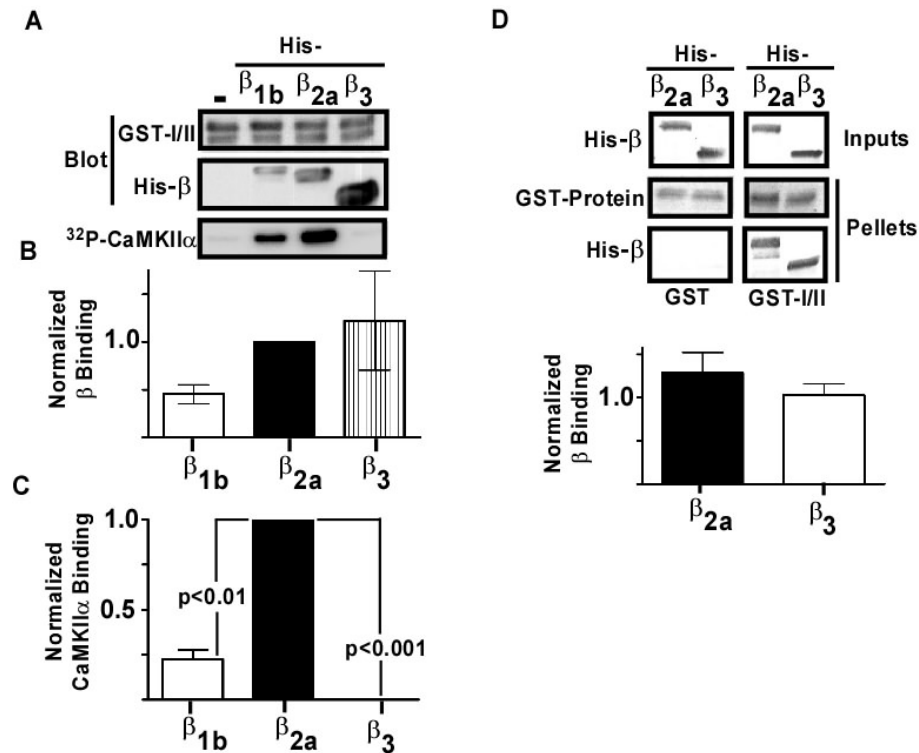 A
His-
- β1b β2a β3
Blot
GST-I/II
His-β
32P-CaMKIIα
B
Normalized
β Binding
1.0
β1b β2a β3
C
Normalized
CaMKIIα Binding
1.0
0.5
p<0.01
p<0.001
β1b β2a β3
D
His- His-
β2a β3 β2a β3
His-β Inputs
GST-Protein
His-β
Pellets
GST GST-I/II
Normalized
β Binding
1.0
β2a β3